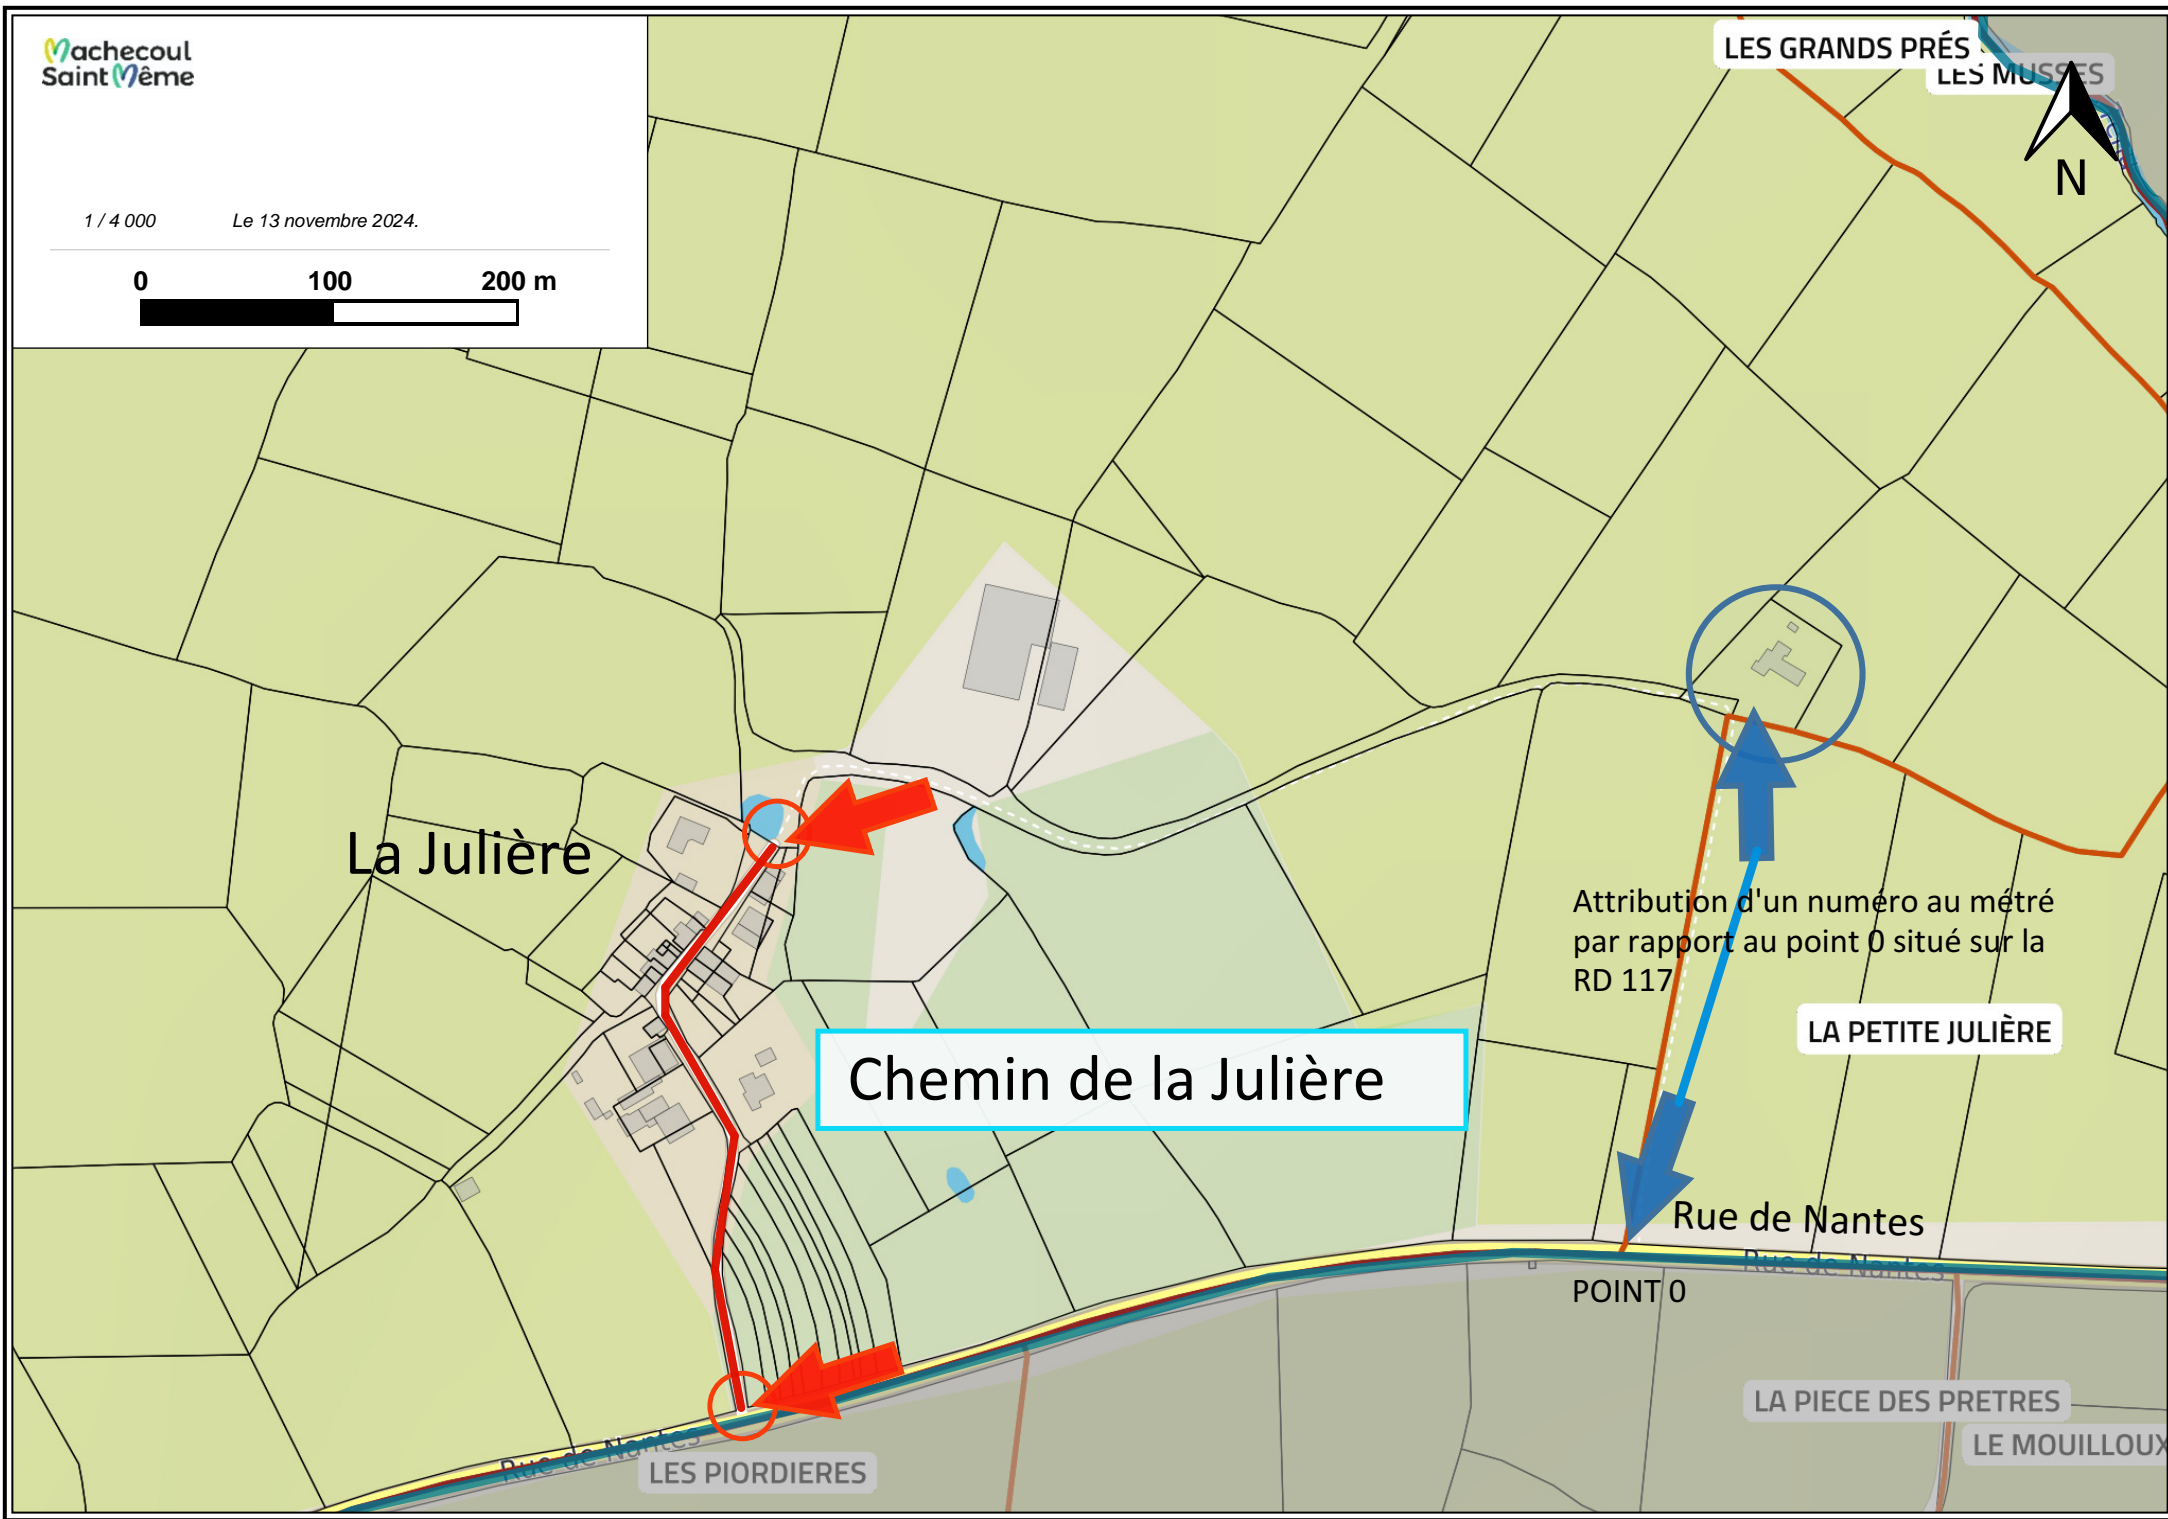 Machecoul
Saint Même
1 / 4 000 Le 13 novembre 2024.
0 100 200 m
LES GRANDS PRÉS
LES MUSSES
N
La Julière
Attribution d'un numéro au métré
par rapport au point 0 situé sur la
RD 117
LA PETITE JULIÈRE
Chemin de la Julière
Rue de Nantes
Rue de Nantes
POINT 0
LA PIECE DES PRETRES
LE MOUILLOUX
Rue de Nantes
LES PIORDIERES